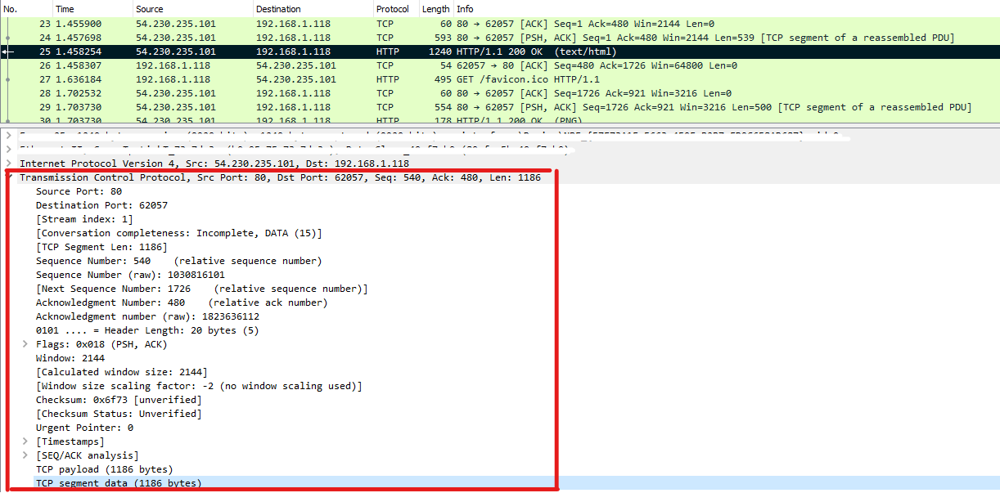 No. Time Source Destination Protocol Length Info
23 1.455900 54.230.235.101 192.168.1.118 TCP 60 80 → 62057 [ACK] Seq=1 Ack=480 Win=2144 Len=0
24 1.457698 54.230.235.101 192.168.1.118 TCP 593 80 → 62057 [PSH, ACK] Seq=1 Ack=480 Win=2144 Len=539 [TCP segment of a reassembled PDU]
25 1.458254 54.230.235.101 192.168.1.118 HTTP 1240 HTTP/1.1 200 OK (text/html)
26 1.458307 192.168.1.118 54.230.235.101 TCP 54 62057 → 80 [ACK] Seq=480 Ack=1726 Win=64800 Len=0
27 1.636184 192.168.1.118 54.230.235.101 HTTP 495 GET /favicon.ico HTTP/1.1
28 1.702532 54.230.235.101 192.168.1.118 TCP 60 80 → 62057 [ACK] Seq=1726 Ack=921 Win=3216 Len=0
29 1.703730 54.230.235.101 192.168.1.118 TCP 554 80 → 62057 [PSH, ACK] Seq=1726 Ack=921 Win=3216 Len=500 [TCP segment of a reassembled PDU]
30 1.703730 54.230.235.101 192.168.1.118 HTTP 178 HTTP/1.1 200 OK (PNG)
Internet Protocol Version 4, Src: 54.230.235.101, Dst: 192.168.1.118
Transmission Control Protocol, Src Port: 80, Dst Port: 62057, Seq: 540, Ack: 480, Len: 1186
Source Port: 80
Destination Port: 62057
[Stream index: 1]
[Conversation completeness: Incomplete, DATA (15)]
[TCP Segment Len: 1186]
Sequence Number: 540 (relative sequence number)
Sequence Number (raw): 1030816101
[Next Sequence Number: 1726 (relative sequence number)]
Acknowledgment Number: 480 (relative ack number)
Acknowledgment number (raw): 1823636112
0101 .... = Header Length: 20 bytes (5)
Flags: 0x018 (PSH, ACK)
Window: 2144
[Calculated window size: 2144]
[Window size scaling factor: -2 (no window scaling used)]
Checksum: 0x6f73 [unverified]
[Checksum Status: Unverified]
Urgent Pointer: 0
[Timestamps]
[SEQ/ACK analysis]
TCP payload (1186 bytes)
TCP segment data (1186 bytes)